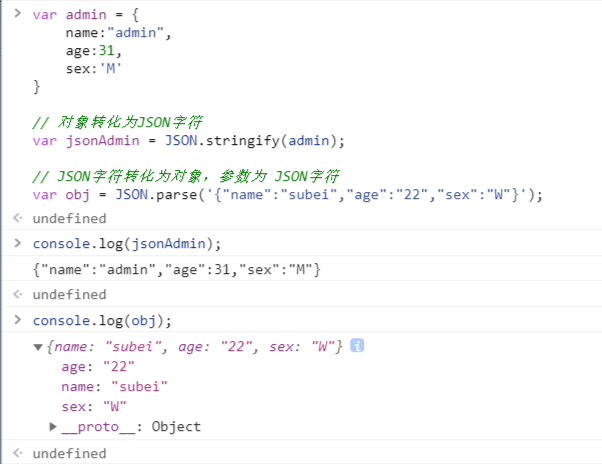 > var admin = {
name:"admin",
age:31,
sex:'M'
}
// 对象转化为JSON字符
var jsonAdmin = JSON.stringify(admin);
// JSON字符转化为对象，参数为 JSON字符
var obj = JSON.parse('{"name":"subei","age":"22","sex":"W"}');
undefined
> console.log(jsonAdmin);
{"name":"admin","age":31,"sex":"M"}
undefined
> console.log(obj);
{name: "subei", age: "22", sex: "W"} i
age: "22"
name: "subei"
sex: "W"
__proto__: Object
undefined